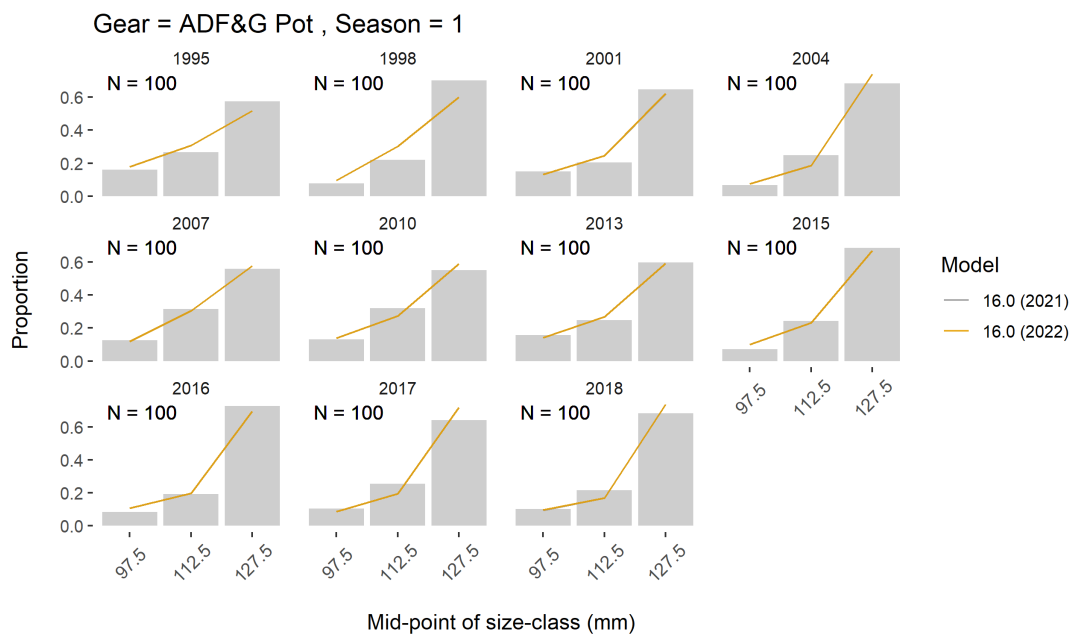 Gear = ADF&G Pot , Season = 1
1995 1998 2001 2004
N = 100 N = 100 N = 100 N = 100
0.6
0.4
0.2
0.0
2007 2010 2013 2015
N = 100 N = 100 N = 100 N = 100
0.6
0.4
0.2
0.0
97.5 112.5 127.5
2016 2017 2018
N = 100 N = 100 N = 100
0.6
0.4
0.2
0.0
97.5 112.5 127.5 97.5 112.5 127.5 97.5 112.5 127.5
Proportion
Mid-point of size-class (mm)
Model
16.0 (2021)
16.0 (2022)